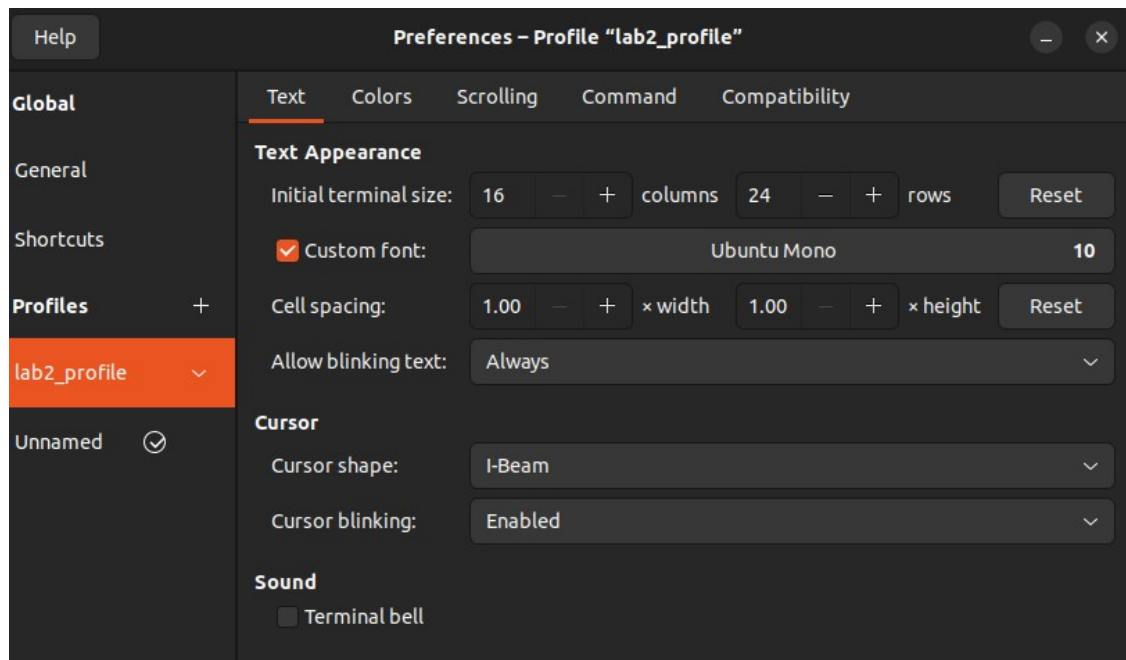 Help
Preferences – Profile “lab2_profile”
Global
General
Shortcuts
Profiles +
lab2_profile
Unnamed
Text Colors Scrolling Command Compatibility
Text Appearance
Initial terminal size: 16 − + columns 24 − + rows Reset
Custom font: Ubuntu Mono 10
Cell spacing: 1.00 − + × width 1.00 − + × height Reset
Allow blinking text: Always
Cursor
Cursor shape: I-Beam
Cursor blinking: Enabled
Sound
Terminal bell